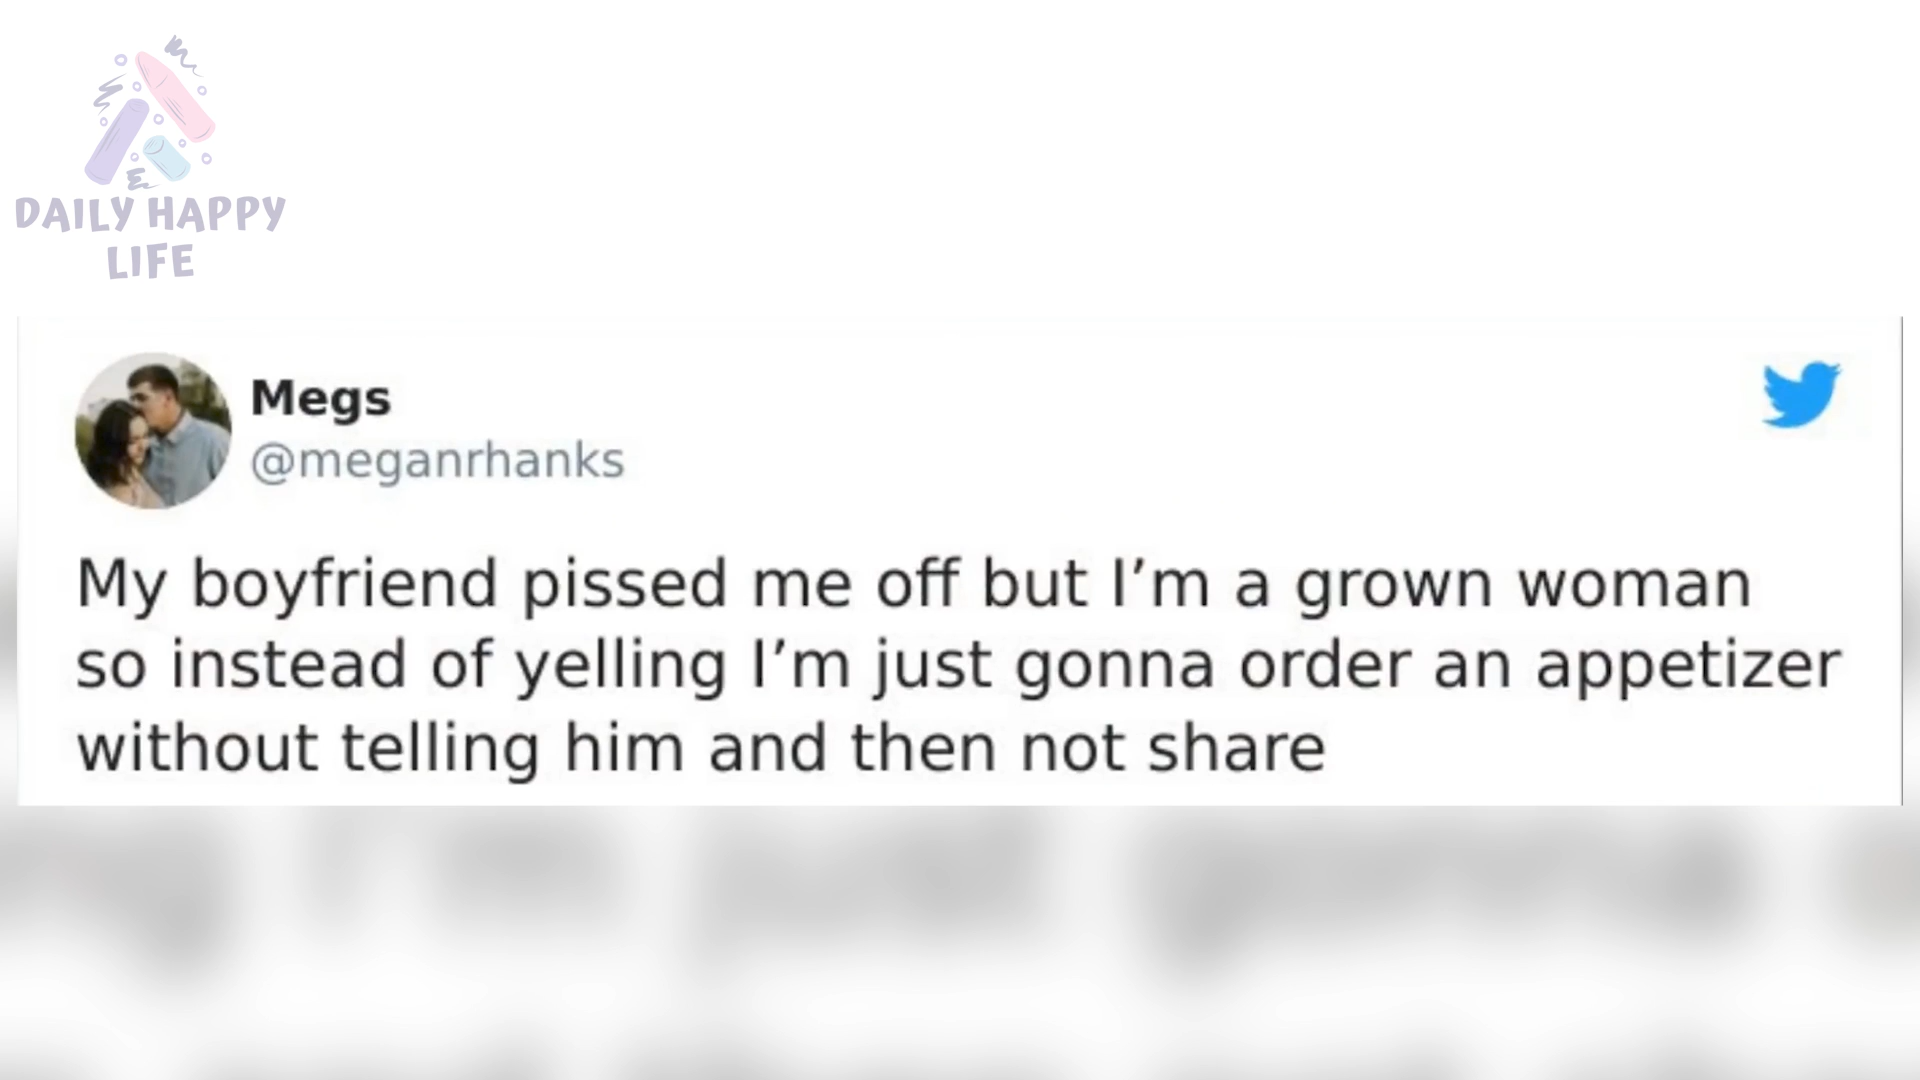 DAILY HAPPY
LIFE
Megs
@meganrhanks
My boyfriend pissed me off but I’m a grown woman
so instead of yelling I’m just gonna order an appetizer
without telling him and then not share